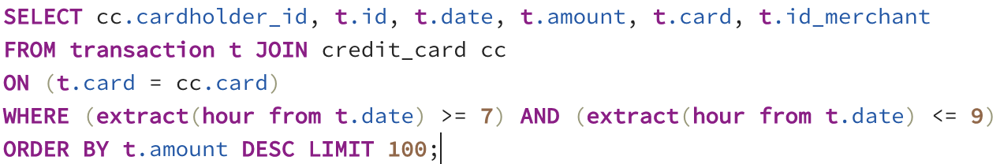 SELECT cc.cardholder_id, t.id, t.date, t.amount, t.card, t.id_merchant
FROM transaction t JOIN credit_card cc
ON (t.card = cc.card)
WHERE (extract(hour from t.date) >= 7) AND (extract(hour from t.date) <= 9)
ORDER BY t.amount DESC LIMIT 100;